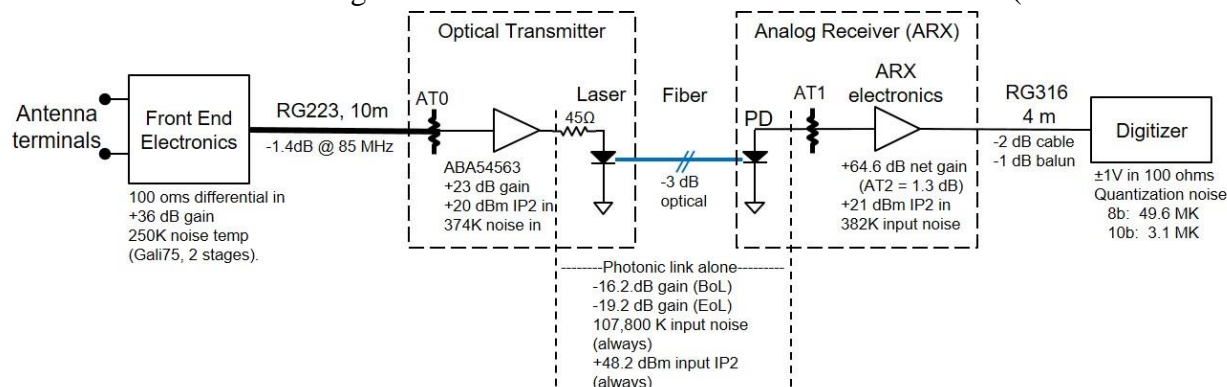 Optical Transmitter
Analog Receiver (ARX)
Antenna
terminals
Front End
Electronics
RG223, 10m
-1.4dB @ 85 MHz
AT0
45Ω
Laser
Fiber
PD
AT1
ARX
electronics
RG316
4 m
-2 dB cable
-1 dB balun
Digitizer
100 oms differential in
+36 dB gain
250K noise temp
(Gali75, 2 stages).
ABA54563
+23 dB gain
+20 dBm IP2 in
374K noise in
-3 dB
optical
+64.6 dB net gain
(AT2 = 1.3 dB)
+21 dBm IP2 in
382K input noise
±1V in 100 ohms
Quantization noise
8b: 49.6 MK
10b: 3.1 MK
--------Photonic link alone--------
-16.2.dB gain (BoL)
-19.2 dB gain (EoL)
107,800 K input noise
(always)
+48.2 dBm input IP2
(always)